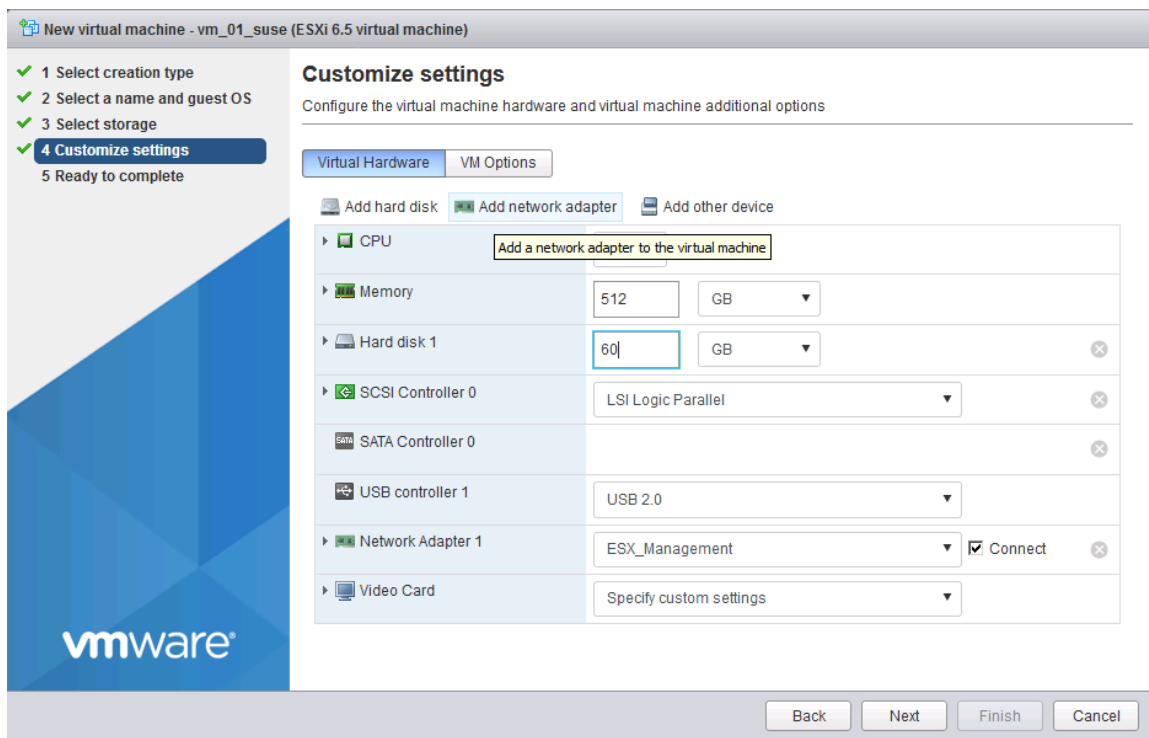 New virtual machine - vm_01_suse (ESXi 6.5 virtual machine)
1 Select creation type
2 Select a name and guest OS
3 Select storage
4 Customize settings
5 Ready to complete
Customize settings
Configure the virtual machine hardware and virtual machine additional options
Virtual Hardware VM Options
Add hard disk Add network adapter Add other device
CPU
Add a network adapter to the virtual machine
Memory 512 GB
Hard disk 1 60 GB
SCSI Controller 0 LSI Logic Parallel
SATA SATA Controller 0
USB controller 1 USB 2.0
Network Adapter 1 ESX_Management Connect
Video Card Specify custom settings
vmware®
Back Next Finish Cancel